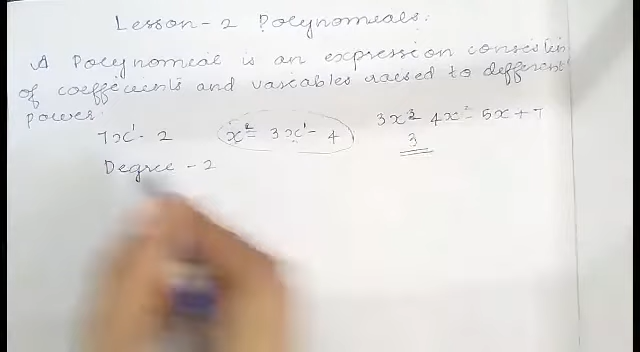 Lesson - 2 Polynomials.
A Polynomial is an expression consistin
of coefficients and variables raised to different
power.
7x¹ - 2 x² - 3x¹ - 4 3x³ - 4x² - 5x + 7
3
Degree - 2